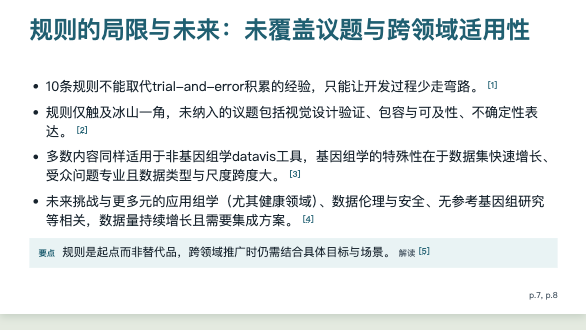 规则的局限与未来：未覆盖议题与跨领域适用性
• 10条规则不能取代trial-and-error积累的经验，只能让开发过程少走弯路。 [1]
• 规则仅触及冰山一角，未纳入的议题包括视觉设计验证、包容与可及性、不确定性表
达。 [2]
• 多数内容同样适用于非基因组学datavis工具，基因组学的特殊性在于数据集快速增长、
受众问题专业且数据类型与尺度跨度大。 [3]
• 未来挑战与更多元的应用组学（尤其健康领域）、数据伦理与安全、无参考基因组研究
等相关，数据量持续增长且需要集成方案。 [4]
要点 规则是起点而非替代品，跨领域推广时仍需结合具体目标与场景。 解读 [5]
p.7, p.8